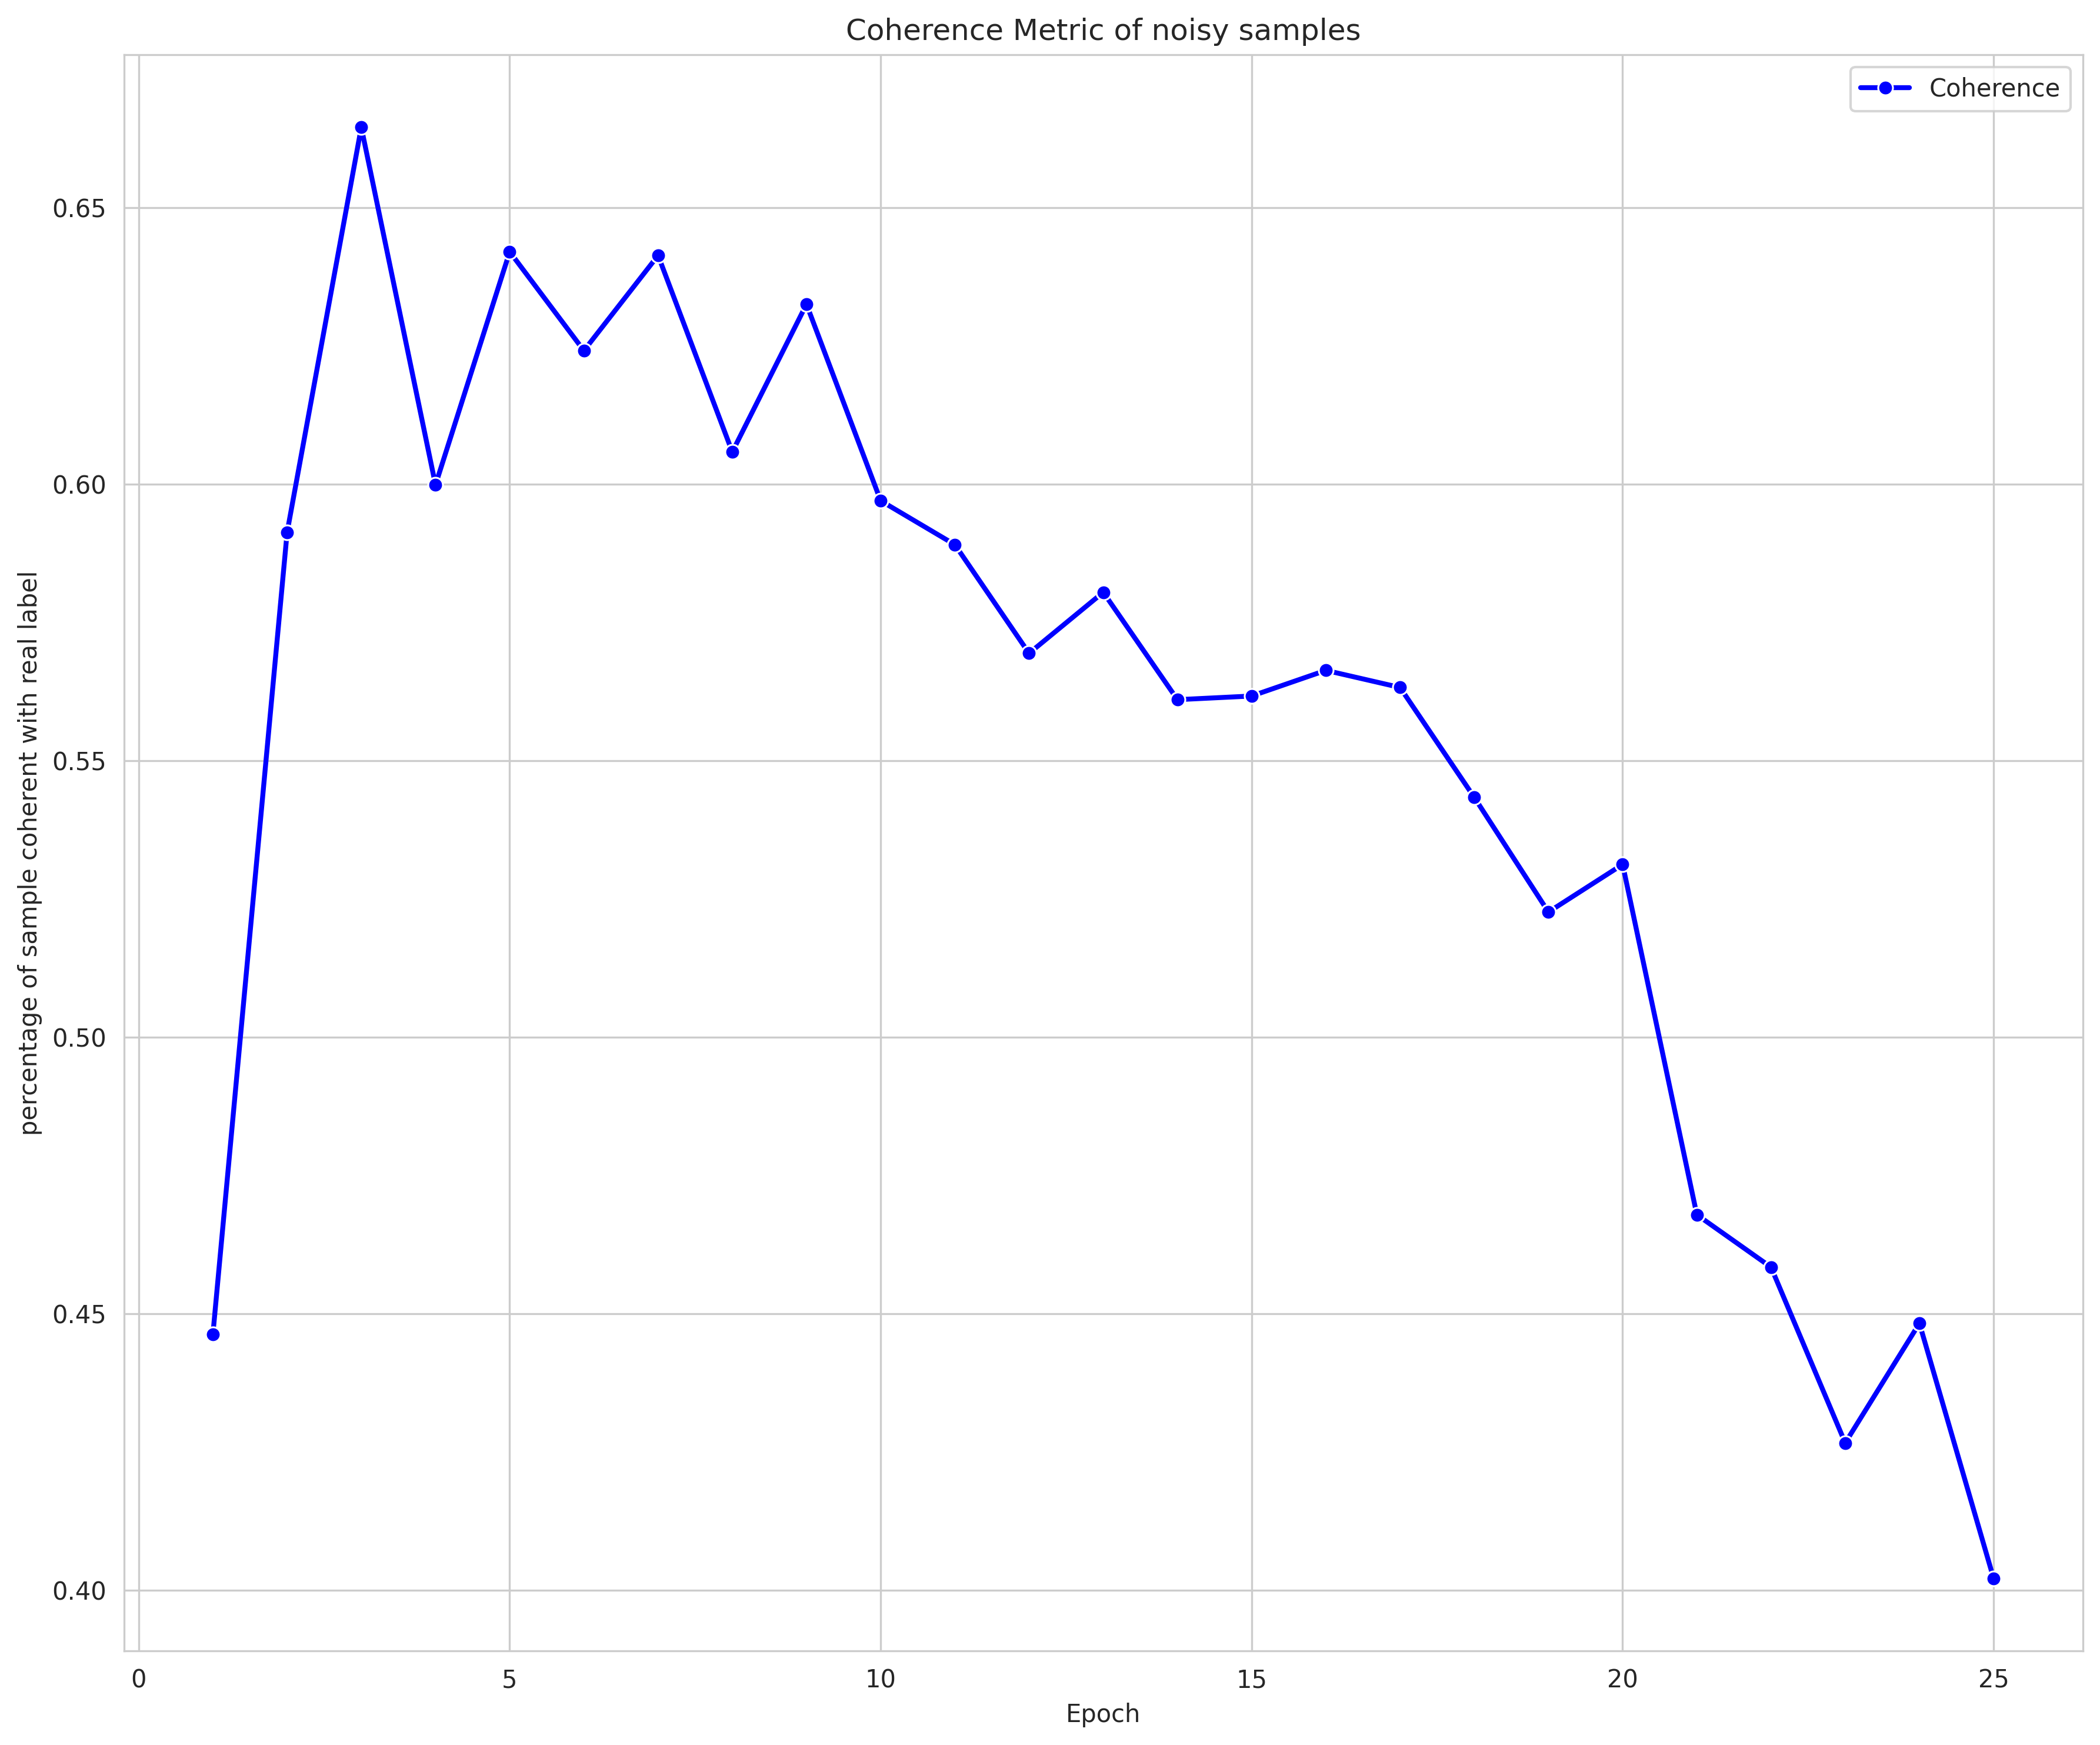 Coherence Metric of noisy samples
Coherence
percentage of sample coherent with real label
0.65
0.60
0.55
0.50
0.45
0.40
0 5 10 15 20 25
Epoch